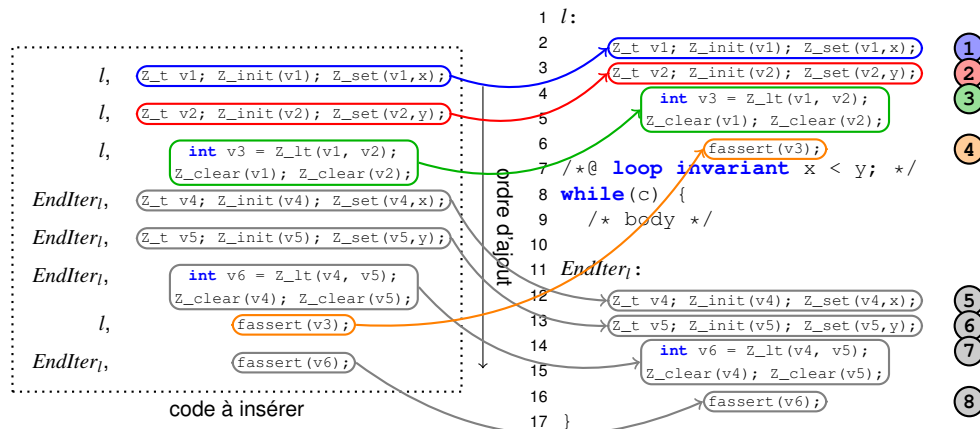 l, Z_t v1; Z_init(v1); Z_set(v1,x);
l, Z_t v2; Z_init(v2); Z_set(v2,y);
l, int v3 = Z_lt(v1, v2);
Z_clear(v1); Z_clear(v2);
EndIter_l, Z_t v4; Z_init(v4); Z_set(v4,x);
EndIter_l, Z_t v5; Z_init(v5); Z_set(v5,y);
EndIter_l, int v6 = Z_lt(v4, v5);
Z_clear(v4); Z_clear(v5);
l, fassert(v3);
EndIter_l, fassert(v6);
code à insérer
ordre d'ajout
1 l:
2 Z_t v1; Z_init(v1); Z_set(v1,x); 1
3 Z_t v2; Z_init(v2); Z_set(v2,y); 2
4 int v3 = Z_lt(v1, v2); 3
5 Z_clear(v1); Z_clear(v2);
6 fassert(v3); 4
7 /*@ loop invariant x < y; */
8 while(c) {
9 /* body */
10
11 EndIter_l:
12 Z_t v4; Z_init(v4); Z_set(v4,x); 5
13 Z_t v5; Z_init(v5); Z_set(v5,y); 6
14 int v6 = Z_lt(v4, v5); 7
15 Z_clear(v4); Z_clear(v5);
16 fassert(v6); 8
17 }